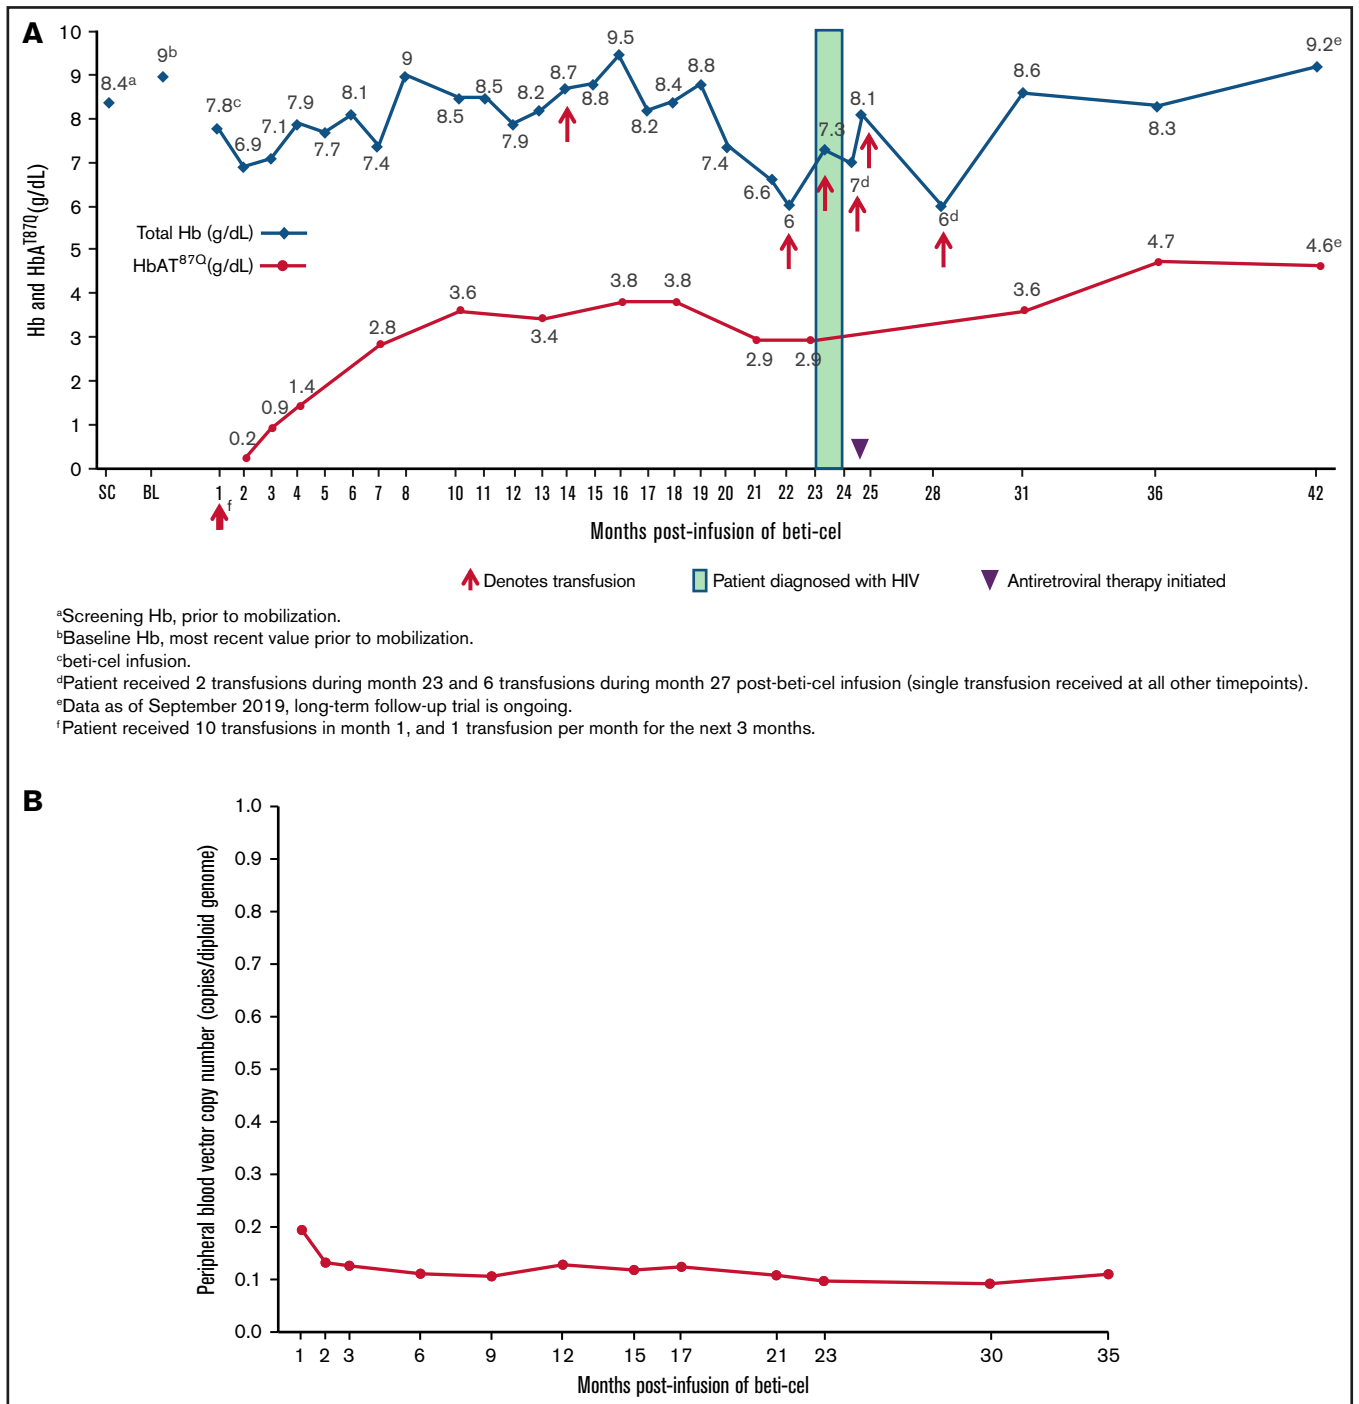 A
10
9
8
7
6
5
4
3
2
1
0
Hb and HbA^T87Q (g/dL)
8.4ᵃ
9ᵇ
7.8ᶜ
6.9
7.1
7.9
7.7
8.1
7.4
9
8.5
8.5
7.9
8.2
8.7
8.8
9.5
8.2
8.4
8.8
7.4
6.6
6
7.3
7ᵈ
8.1
6ᵈ
8.6
8.3
9.2ᵉ
Total Hb (g/dL)
HbAT^87Q(g/dL)
0.2
0.9
1.4
2.8
3.6
3.4
3.8
3.8
2.9
2.9
3.6
4.7
4.6ᵉ
SC BL 1 2 3 4 5 6 7 8 10 11 12 13 14 15 16 17 18 19 20 21 22 23 24 25 28 31 36 42
f
Months post-infusion of beti-cel
Denotes transfusion Patient diagnosed with HIV Antiretroviral therapy initiated
ᵃScreening Hb, prior to mobilization.
ᵇBaseline Hb, most recent value prior to mobilization.
ᶜbeti-cel infusion.
ᵈPatient received 2 transfusions during month 23 and 6 transfusions during month 27 post-beti-cel infusion (single transfusion received at all other timepoints).
ᵉData as of September 2019, long-term follow-up trial is ongoing.
ᶠPatient received 10 transfusions in month 1, and 1 transfusion per month for the next 3 months.
B
1.0
0.9
0.8
0.7
0.6
0.5
0.4
0.3
0.2
0.1
0.0
Peripheral blood vector copy number (copies/diploid genome)
1 2 3 6 9 12 15 17 21 23 30 35
Months post-infusion of beti-cel